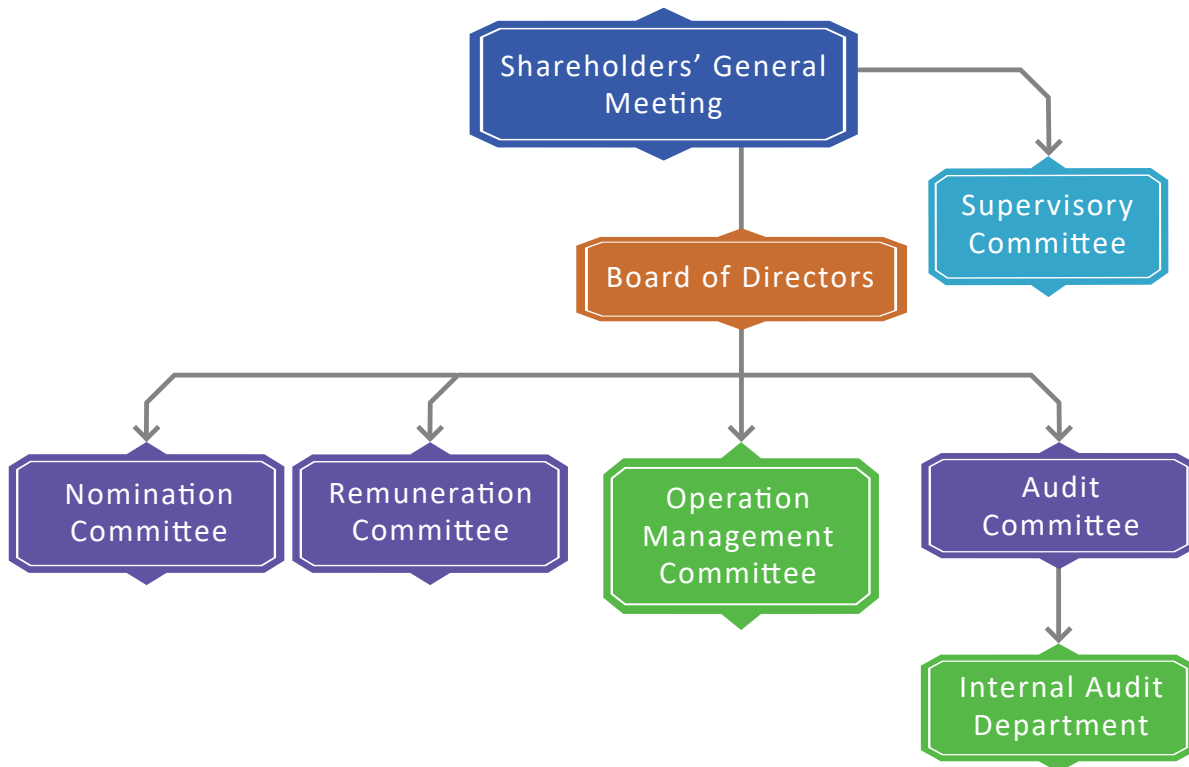 Shareholders’ General
Meeting
Supervisory
Committee
Board of Directors
Nomination
Committee
Remuneration
Committee
Operation
Management
Committee
Audit
Committee
Internal Audit
Department